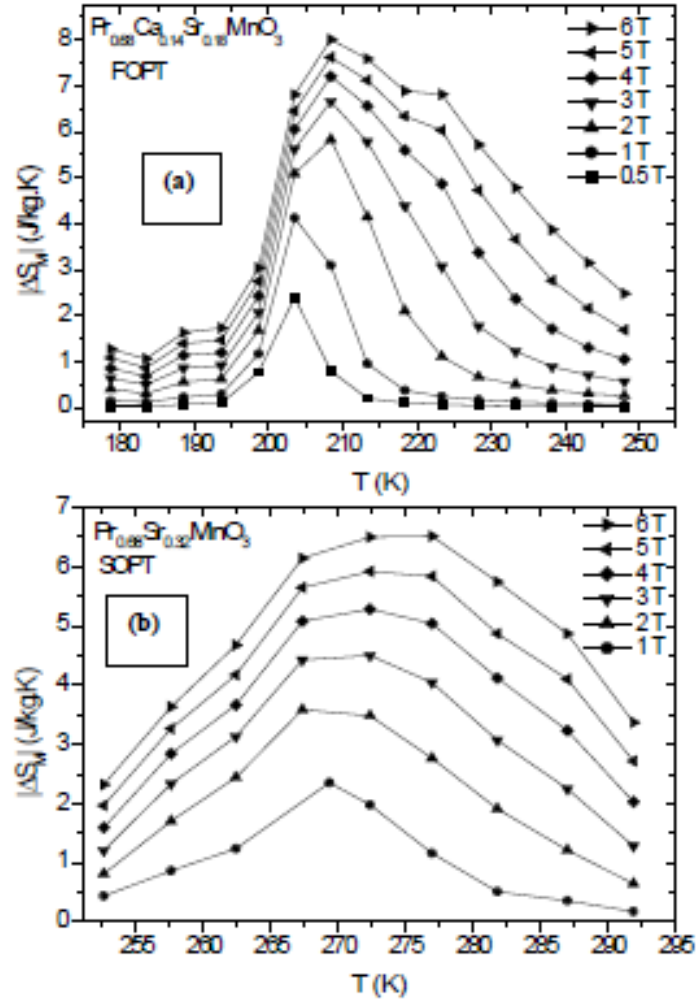 Pr0.68Ca0.14Sr0.18MnO3
FOPT
(a)
6T
5T
4T
3T
2T
1T
0.5T
|ΔSM| (J/kg.K)
8
7
6
5
4
3
2
1
0
180 190 200 210 220 230 240 250
T (K)
Pr0.68Sr0.32MnO3
SOPT
(b)
6T
5T
4T
3T
2T
1T
|ΔSM| (J/kg.K)
7
6
5
4
3
2
1
0
255 260 265 270 275 280 285 290 295
T (K)